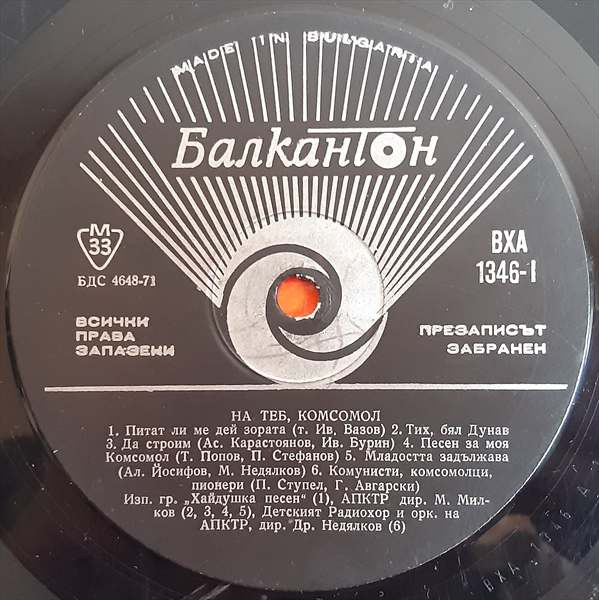 MADE IN BULGARIA
Балкантон
М
33
БДС 4648-71
ВХА
1346-I
ВСИЧКИ
ПРАВА
ЗАПАЗЕНИ
ПРЕЗАПИСЪТ
ЗАБРАНЕН
НА ТЕБ, КОМСОМОЛ
1. Питат ли ме дей зората (т. Ив. Вазов) 2. Тих, бял Дунав
3. Да строим (Ас. Карастоянов, Ив. Бурин) 4. Песен за моя
Комсомол (Т. Попов, П. Стефанов) 5. Младостта задължава
(Ал. Йосифов, М. Недялков) 6. Комунисти, комсомолци,
пионери (П. Ступел, Г. Авгарски)
Изп. гр. „Хайдушка песен" (1), АПКТР дир. М. Мил-
ков (2, 3, 4, 5), Детският Радиохор и орк. на
АПКТР, дир. Др. Недялков (6)